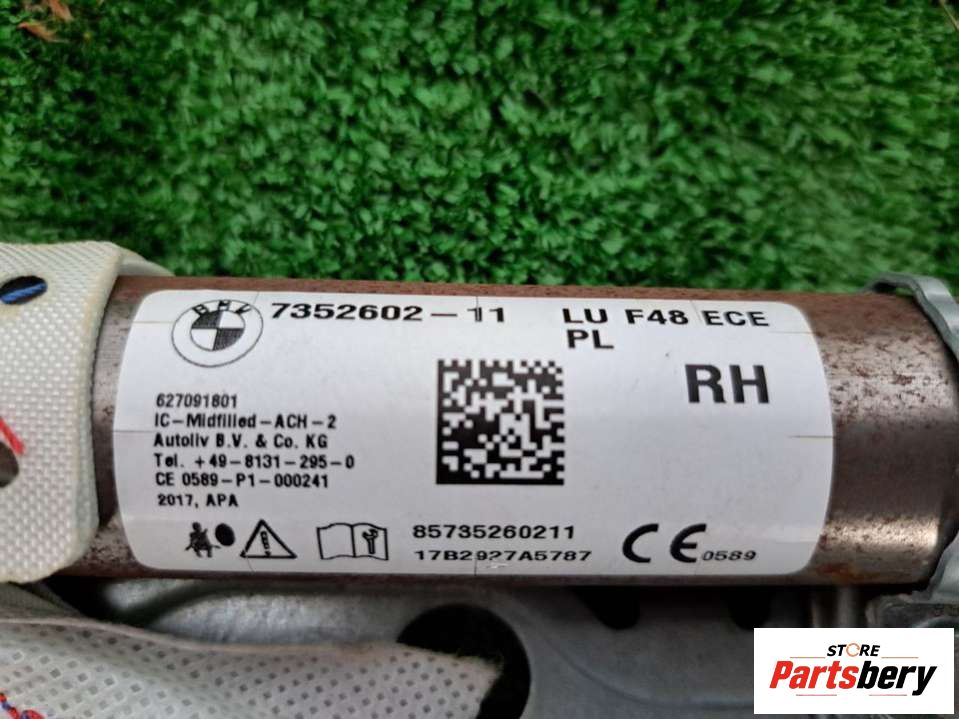 BMW 7352602-11 LU F48 ECE
PL
RH
627091801
IC-Midfilled-ACH-2
Autoliv B.V. & Co. KG
Tel. +49-8131-295-0
CE 0589-P1-000241
2017, APA
85735260211
17B2927A5787
CE 0589
STORE
Partsbery